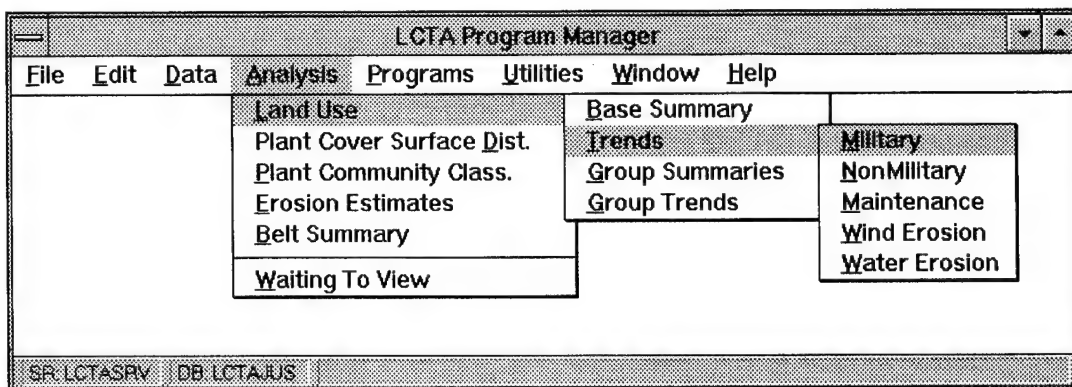 LCTA Program Manager
File Edit Data Analysis Programs Utilities Window Help
Land Use Base Summary
Plant Cover Surface Dist. Trends Military
Plant Community Class. Group Summaries NonMilitary
Erosion Estimates Group Trends Maintenance
Belt Summary Wind Erosion
Waiting To View Water Erosion
SR: LCTASRV DB: LCTAJUS